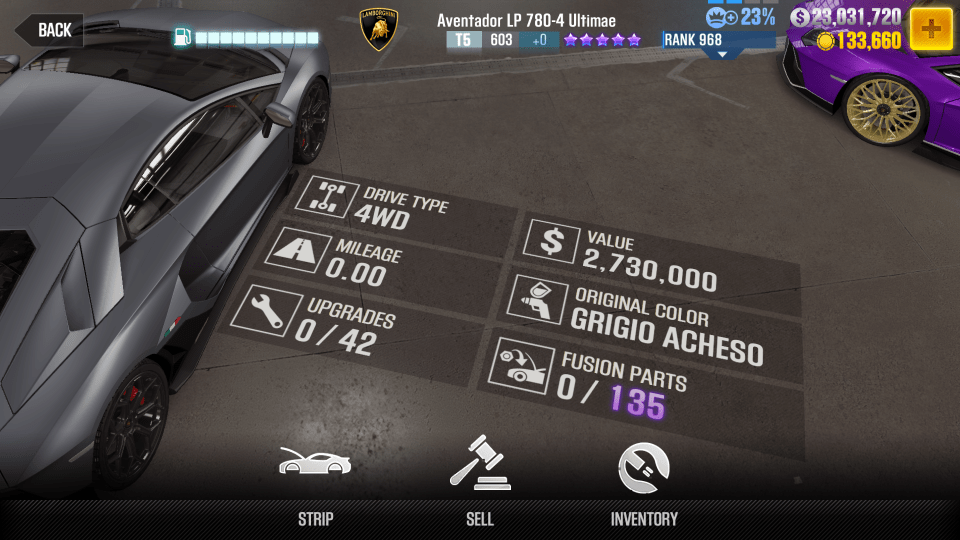 BACK
LAMBORGHINI
Aventador LP 780-4 Ultimae
T5 603 +0
RANK 968
23%
$ 23,031,720
133,660
DRIVE TYPE
4WD
MILEAGE
0.00
UPGRADES
0 / 42
$ VALUE
2,730,000
ORIGINAL COLOR
GRIGIO ACHESO
FUSION PARTS
0 / 135
STRIP
SELL
INVENTORY